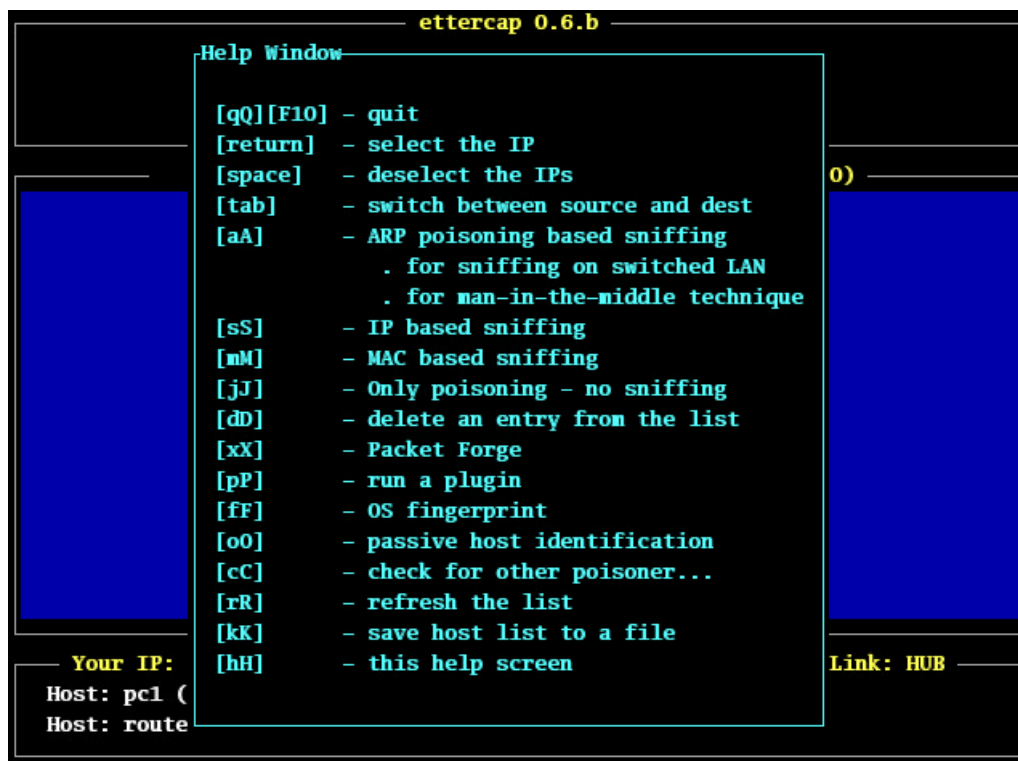 ettercap 0.6.b
Help Window
[qQ][F10] – quit
[return] – select the IP
[space] – deselect the IPs
0)
[tab] – switch between source and dest
[aA] – ARP poisoning based sniffing
. for sniffing on switched LAN
. for man–in–the–middle technique
[sS] – IP based sniffing
[mM] – MAC based sniffing
[jJ] – Only poisoning – no sniffing
[dD] – delete an entry from the list
[xX] – Packet Forge
[pP] – run a plugin
[fF] – OS fingerprint
[oO] – passive host identification
[cC] – check for other poisoner...
[rR] – refresh the list
[kK] – save host list to a file
[hH] – this help screen
Your IP:
Link: HUB
Host: pc1 (
Host: route